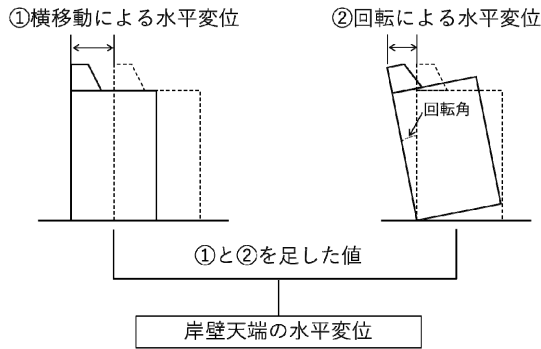 ①横移動による水平変位
②回転による水平変位
回転角
①と②を足した値
岸壁天端の水平変位